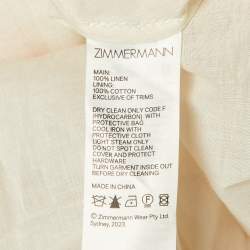 ZIMMERMANN
MAIN:
100% LINEN
LINING:
100% COTTON
EXCLUSIVE OF TRIMS
DRY CLEAN ONLY CODE F
(HYDROCARBON) WITH
PROTECTIVE BAG
COOL IRON WITH
PROTECTIVE CLOTH
LIGHT STEAM ONLY
DO NOT SPOT CLEAN
COVER AND PROTECT
HARDWARE
TURN GARMENT INSIDE OUT
BEFORE DRY CLEANING
MADE IN CHINA
© Zimmermann Wear Pty Ltd.
Sydney, 2023